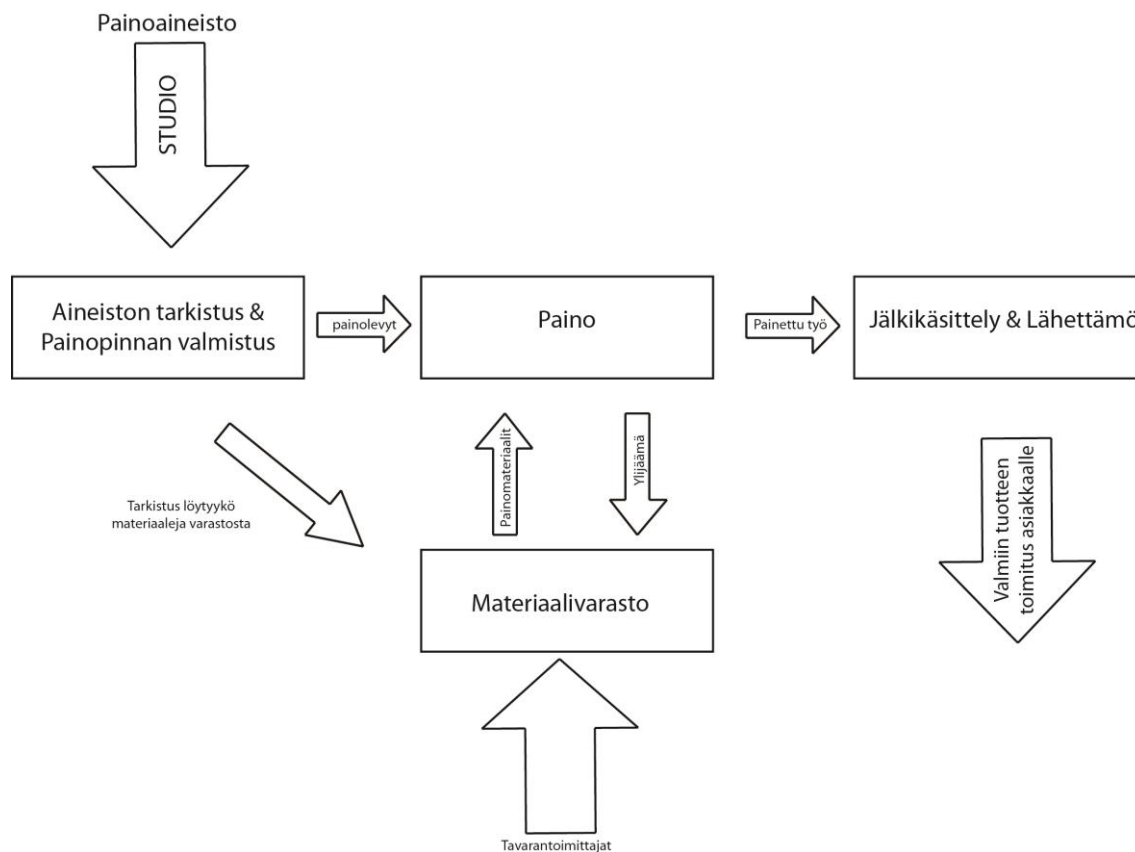 Painoaineisto
STUDIO
Aineiston tarkistus &
Painopinnan valmistus
painolevyt
Paino
Painettu työ
Jälkikäsittely & Lähettämö
Tarkistus löytyykö
materiaaleja varastosta
Painomateriaalit
Ylijäämä
Valmiin tuotteen
toimitus asiakkaalle
Materiaalivarasto
Tavarantoimittajat